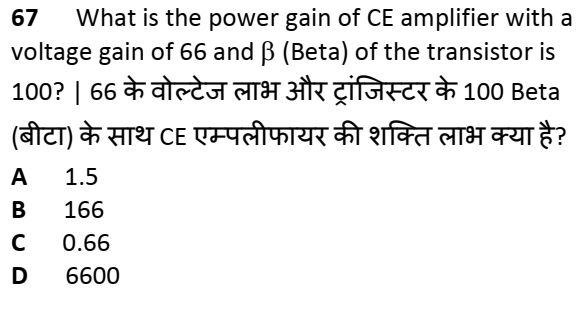 67 What is the power gain of CE amplifier with a
voltage gain of 66 and β (Beta) of the transistor is
100? | 66 के वोल्टेज लाभ और ट्रांजिस्टर के 100 Beta
(बीटा) के साथ CE एम्पलीफायर की शक्ति लाभ क्या है?
A 1.5
B 166
C 0.66
D 6600